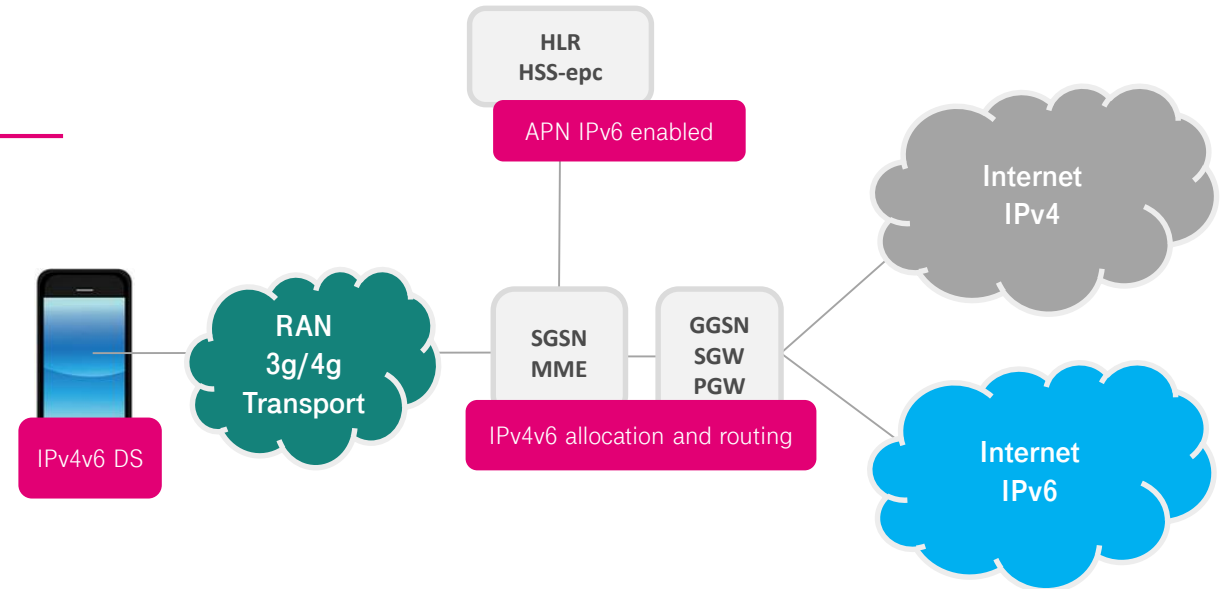 HLR
HSS-epc
APN IPv6 enabled
Internet
IPv4
RAN
3g/4g
Transport
SGSN
MME
GGSN
SGW
PGW
IPv4v6 allocation and routing
IPv4v6 DS
Internet
IPv6